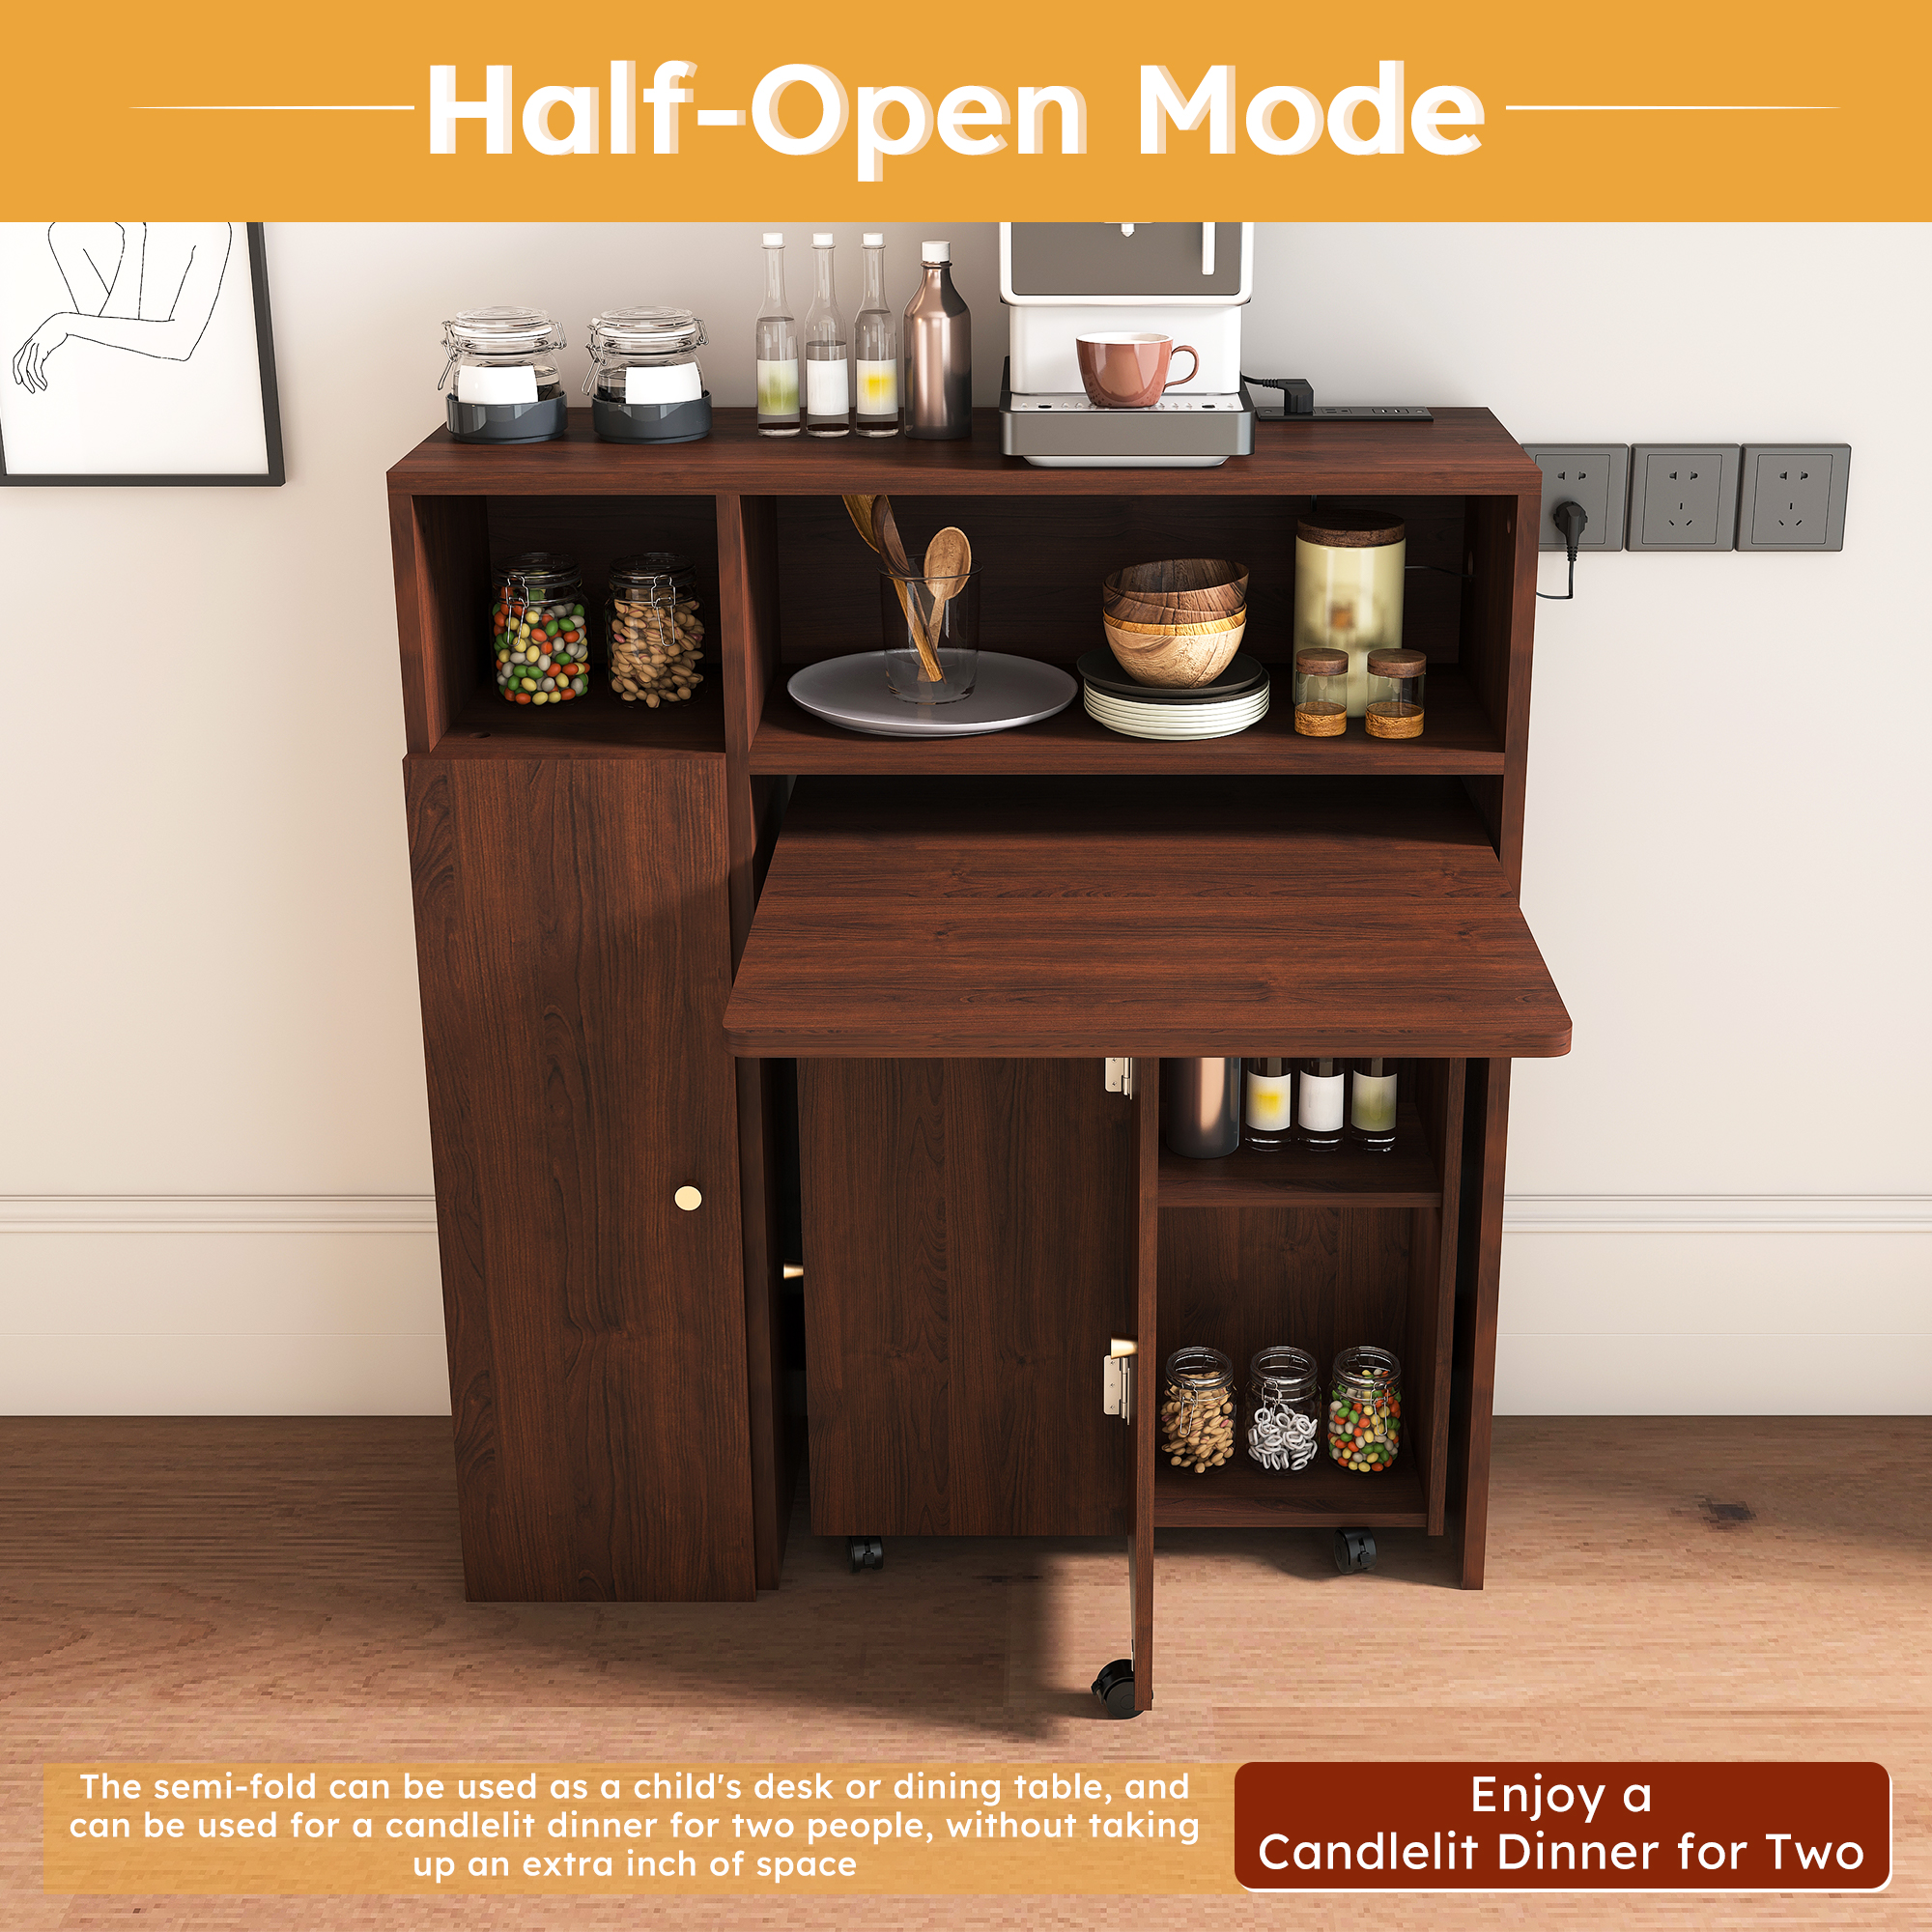 Half-Open Mode
The semi-fold can be used as a child's desk or dining table, and
can be used for a candlelit dinner for two people, without taking
up an extra inch of space
Enjoy a
Candlelit Dinner for Two